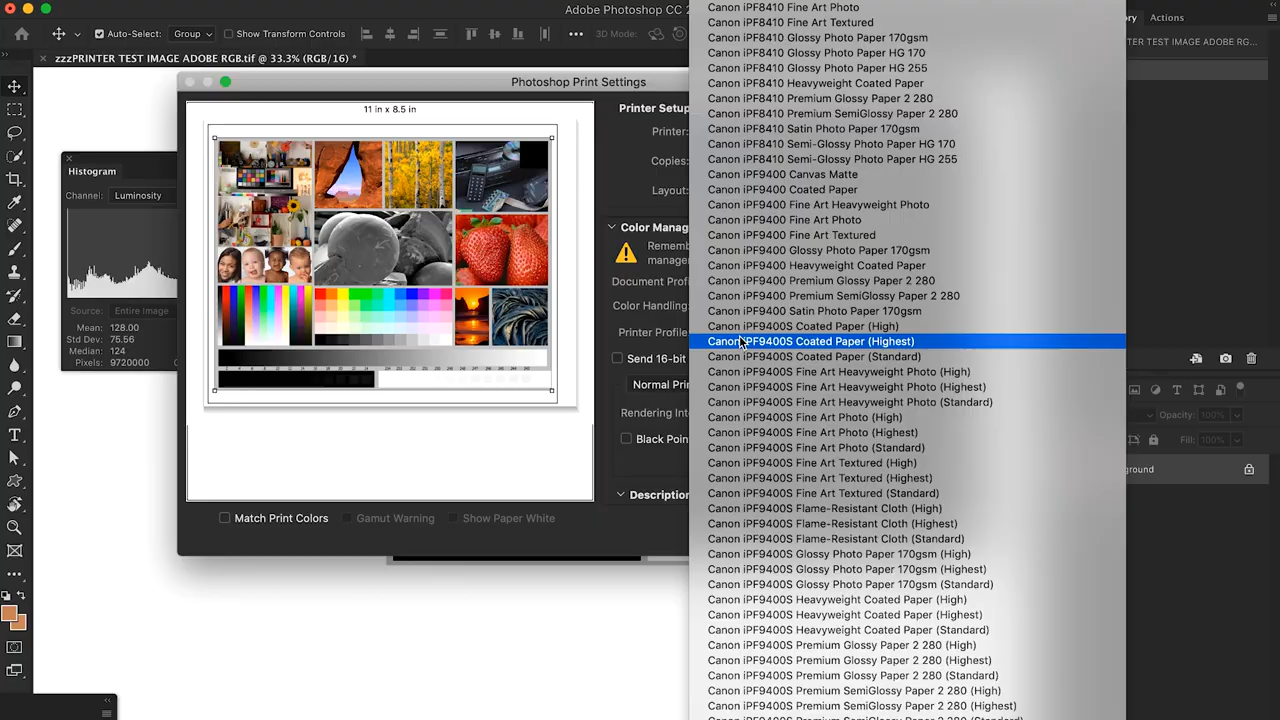 Adobe Photoshop CC 2
Auto-Select:
Group
Show Transform Controls
3D Mode:
zzzPRINTER TEST IMAGE ADOBE RGB.tif @ 33.3% (RGB/16) *
Histogram
Channel:
Luminosity
Source:
Entire Image
Mean: 128.00
Std Dev: 75.56
Median: 124
Pixels: 9720000
Photoshop Print Settings
11 in x 8.5 in
Match Print Colors
Gamut Warning
Show Paper White
Printer Setup
Printer:
Copies:
Layout:
Color Manag
Rememb
manage
Document Profi
Color Handling:
Printer Profile
Send 16-bit
Normal Prin
Rendering Inte
Black Poin
Description
Canon iPF8410 Fine Art Photo
Canon iPF8410 Fine Art Textured
Canon iPF8410 Glossy Photo Paper 170gsm
Canon iPF8410 Glossy Photo Paper HG 170
Canon iPF8410 Glossy Photo Paper HG 255
Canon iPF8410 Heavyweight Coated Paper
Canon iPF8410 Premium Glossy Paper 2 280
Canon iPF8410 Premium SemiGlossy Paper 2 280
Canon iPF8410 Satin Photo Paper 170gsm
Canon iPF8410 Semi-Glossy Photo Paper HG 170
Canon iPF8410 Semi-Glossy Photo Paper HG 255
Canon iPF9400 Canvas Matte
Canon iPF9400 Coated Paper
Canon iPF9400 Fine Art Heavyweight Photo
Canon iPF9400 Fine Art Photo
Canon iPF9400 Fine Art Textured
Canon iPF9400 Glossy Photo Paper 170gsm
Canon iPF9400 Heavyweight Coated Paper
Canon iPF9400 Premium Glossy Paper 2 280
Canon iPF9400 Premium SemiGlossy Paper 2 280
Canon iPF9400 Satin Photo Paper 170gsm
Canon iPF9400S Coated Paper (High)
Canon iPF9400S Coated Paper (Highest)
Canon iPF9400S Coated Paper (Standard)
Canon iPF9400S Fine Art Heavyweight Photo (High)
Canon iPF9400S Fine Art Heavyweight Photo (Highest)
Canon iPF9400S Fine Art Heavyweight Photo (Standard)
Canon iPF9400S Fine Art Photo (High)
Canon iPF9400S Fine Art Photo (Highest)
Canon iPF9400S Fine Art Photo (Standard)
Canon iPF9400S Fine Art Textured (High)
Canon iPF9400S Fine Art Textured (Highest)
Canon iPF9400S Fine Art Textured (Standard)
Canon iPF9400S Flame-Resistant Cloth (High)
Canon iPF9400S Flame-Resistant Cloth (Highest)
Canon iPF9400S Flame-Resistant Cloth (Standard)
Canon iPF9400S Glossy Photo Paper 170gsm (High)
Canon iPF9400S Glossy Photo Paper 170gsm (Highest)
Canon iPF9400S Glossy Photo Paper 170gsm (Standard)
Canon iPF9400S Heavyweight Coated Paper (High)
Canon iPF9400S Heavyweight Coated Paper (Highest)
Canon iPF9400S Heavyweight Coated Paper (Standard)
Canon iPF9400S Premium Glossy Paper 2 280 (High)
Canon iPF9400S Premium Glossy Paper 2 280 (Highest)
Canon iPF9400S Premium Glossy Paper 2 280 (Standard)
Canon iPF9400S Premium SemiGlossy Paper 2 280 (High)
Canon iPF9400S Premium SemiGlossy Paper 2 280 (Highest)
Canon iPF9400S Premium SemiGlossy Paper 2 280 (Standard)
ory
Actions
ER TEST IMAGE ADOBE RG...
Opacity: 100%
Fill: 100%
ground